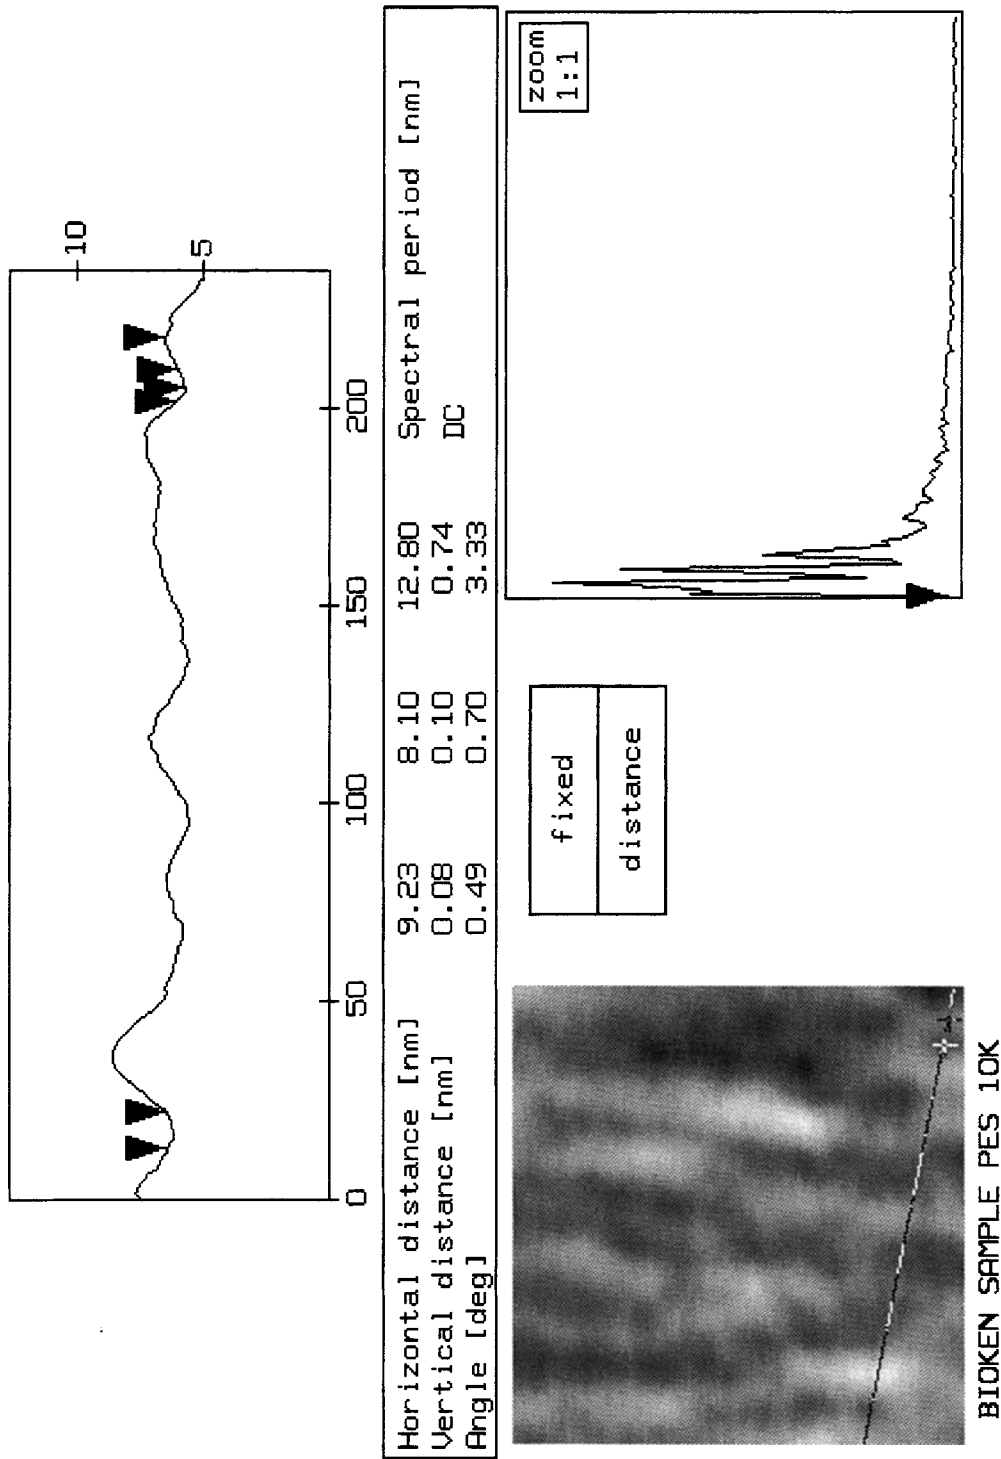 10
5
0 50 100 150 200
Horizontal distance [nm] 9.23 8.10 12.80 Spectral period [nm]
Vertical distance [nm] 0.08 0.10 0.74 DC
Angle [deg] 0.49 0.70 3.33
fixed
distance
zoom
1:1
BIOKEN SAMPLE PES 10K